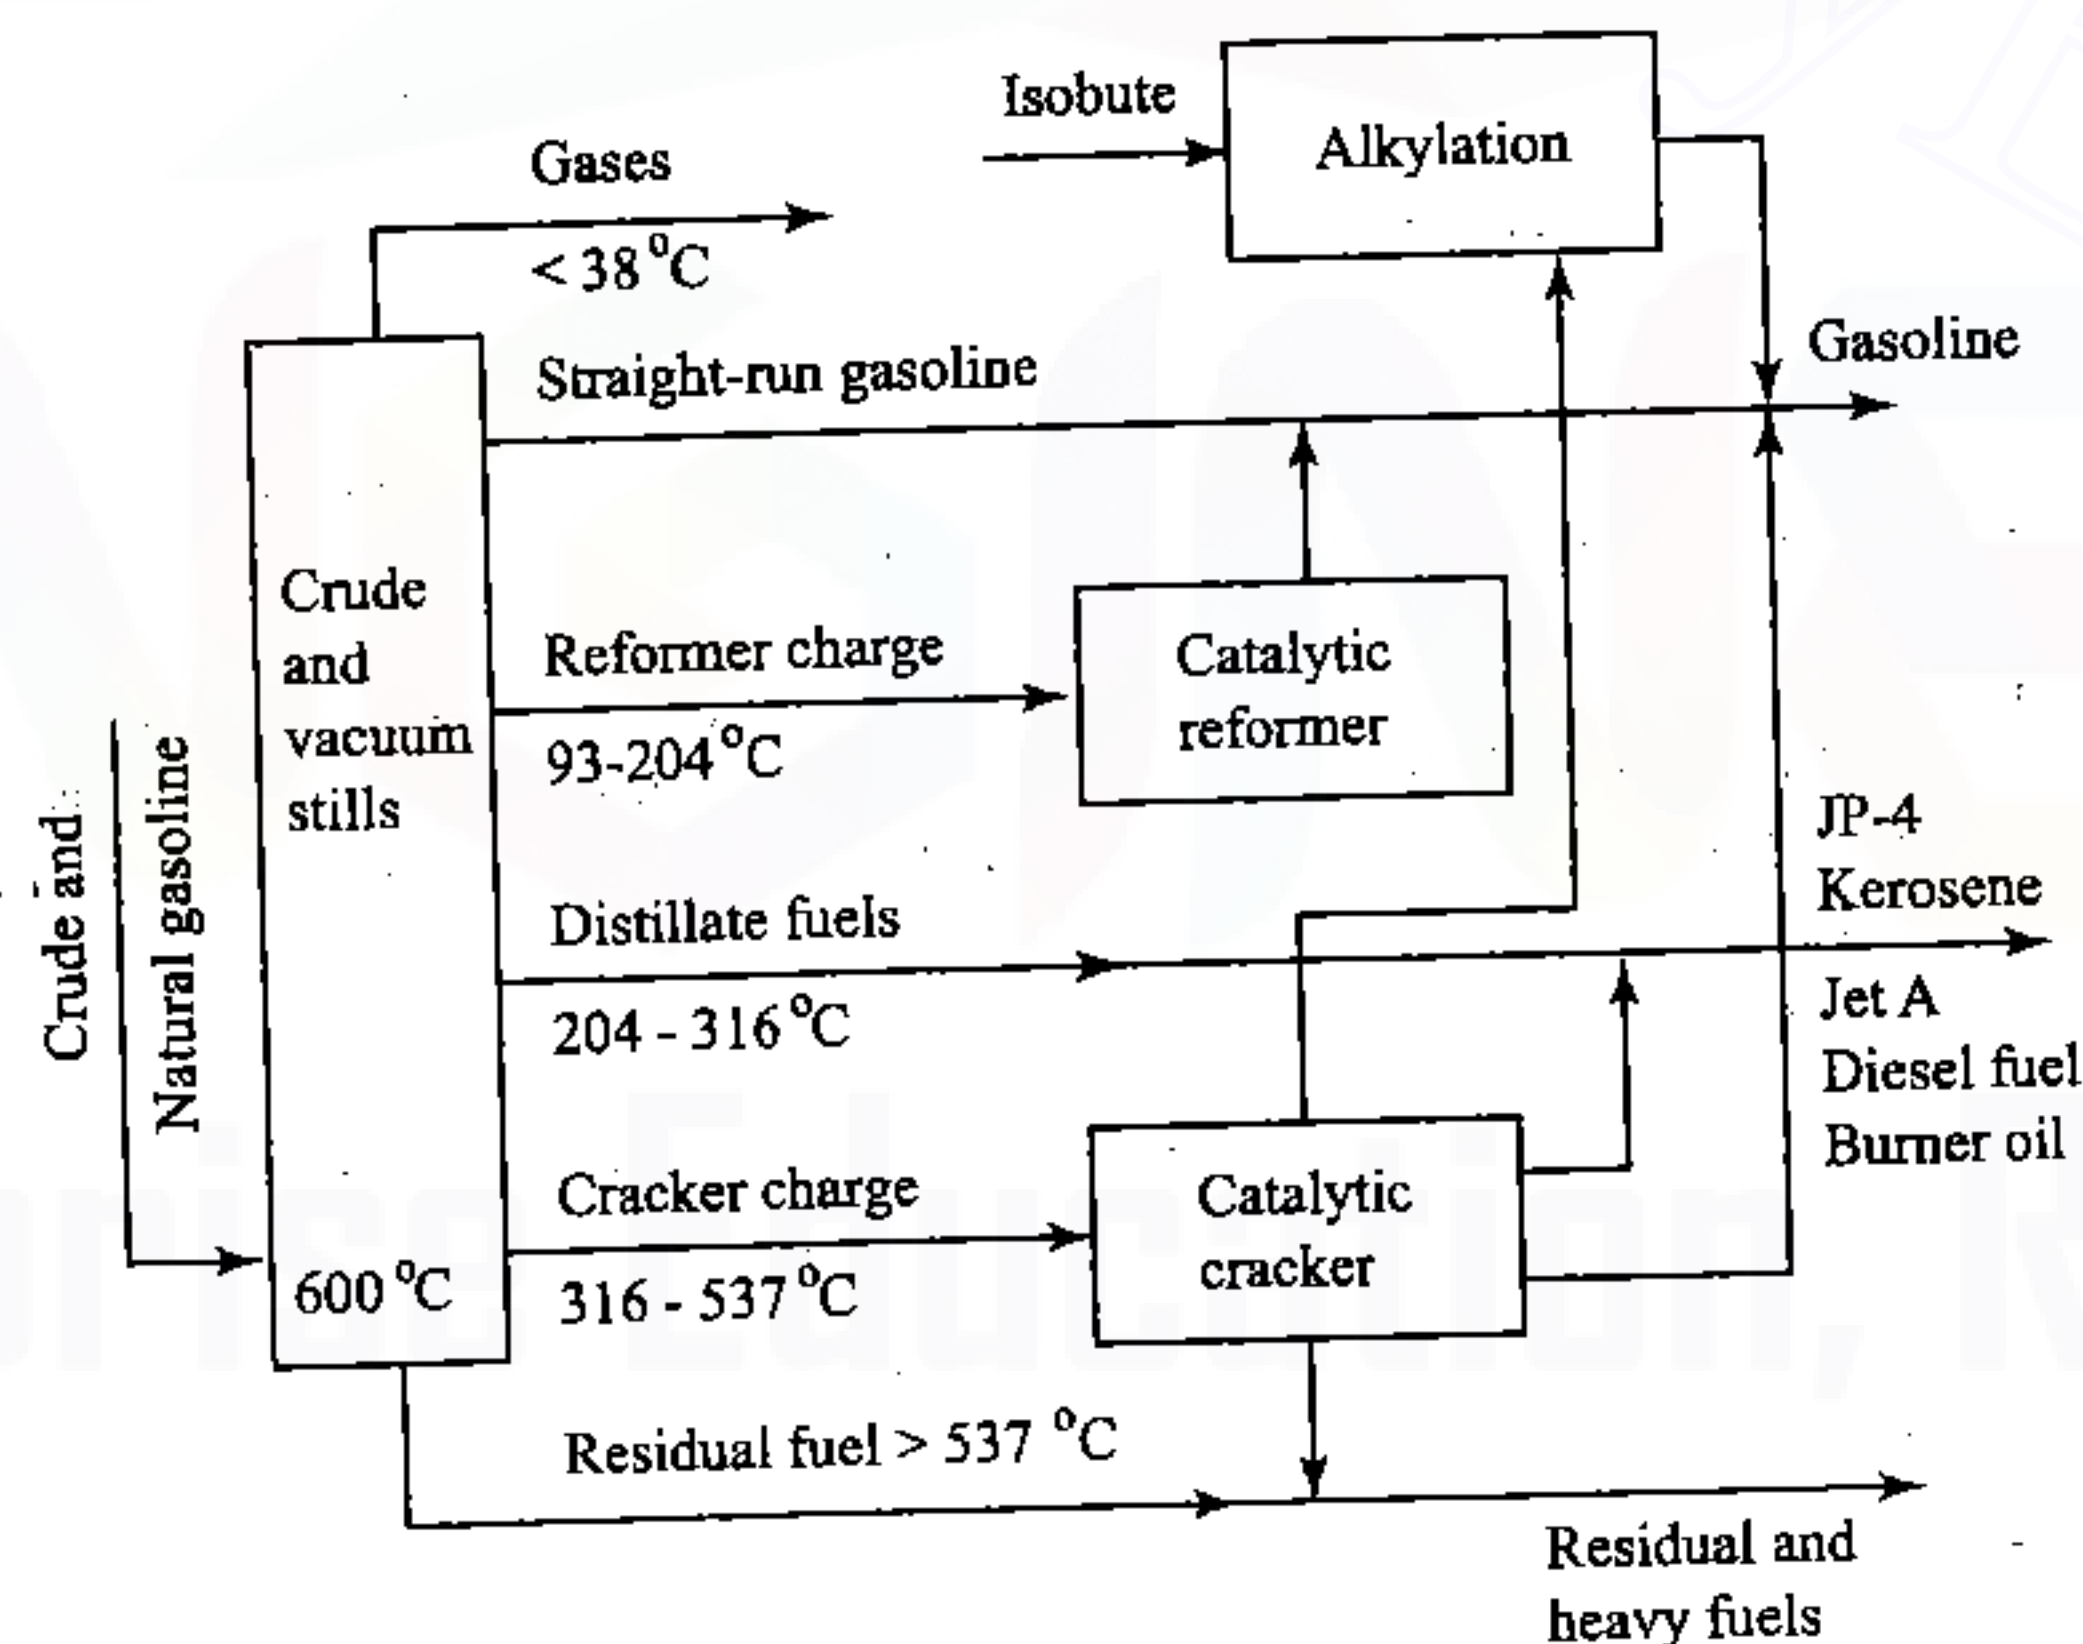 Isobute
Alkylation
Gases
< 38 °C
Gasoline
Straight-run gasoline
Crude
and
vacuum
stills
Reformer charge
93-204 °C
Catalytic
reformer
Crude and
Natural gasoline
JP-4
Kerosene
Distillate fuels
204 - 316 °C
Jet A
Diesel fuel
Burner oil
Cracker charge
316 - 537 °C
Catalytic
cracker
600 °C
Residual fuel > 537 °C
Residual and
heavy fuels